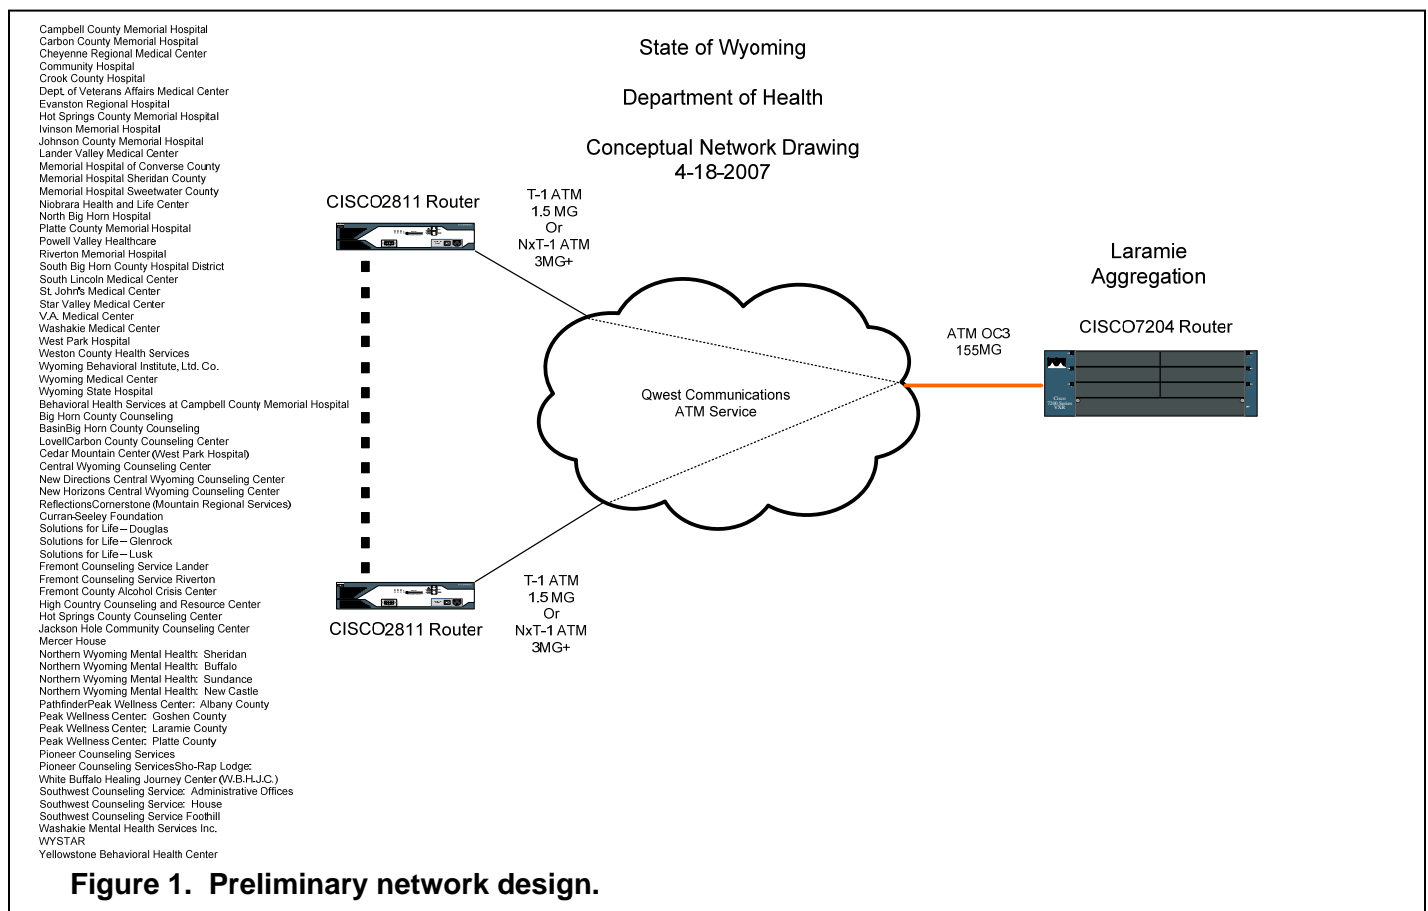 Campbell County Memorial Hospital
Carbon County Memorial Hospital
Cheyenne Regional Medical Center
Community Hospital
Crook County Hospital
Dept. of Veterans Affairs Medical Center
Evanston Regional Hospital
Hot Springs County Memorial Hospital
Ivinson Memorial Hospital
Johnson County Memorial Hospital
Lander Valley Medical Center
Memorial Hospital of Converse County
Memorial Hospital Sheridan County
Memorial Hospital Sweetwater County
Niobrara Health and Life Center
North Big Horn Hospital
Platte County Memorial Hospital
Powell Valley Healthcare
Riverton Memorial Hospital
South Big Horn County Hospital District
South Lincoln Medical Center
St. John's Medical Center
Star Valley Medical Center
V.A. Medical Center
Washakie Medical Center
West Park Hospital
Weston County Health Services
Wyoming Behavioral Institute, Ltd. Co.
Wyoming Medical Center
Wyoming State Hospital
Behavioral Health Services at Campbell County Memorial Hospital
Big Horn County Counseling
BasinBig Horn County Counseling
LovellCarbon County Counseling Center
Cedar Mountain Center (West Park Hospital)
Central Wyoming Counseling Center
New Directions Central Wyoming Counseling Center
New Horizons Central Wyoming Counseling Center
ReflectionsCornerstone (Mountain Regional Services)
Curran-Seeley Foundation
Solutions for Life – Douglas
Solutions for Life – Glenrock
Solutions for Life – Lusk
Fremont Counseling Service Lander
Fremont Counseling Service Riverton
Fremont County Alcohol Crisis Center
High Country Counseling and Resource Center
Hot Springs County Counseling Center
Jackson Hole Community Counseling Center
Mercer House
Northern Wyoming Mental Health: Sheridan
Northern Wyoming Mental Health: Buffalo
Northern Wyoming Mental Health: Sundance
Northern Wyoming Mental Health: New Castle
PathfinderPeak Wellness Center: Albany County
Peak Wellness Center: Goshen County
Peak Wellness Center: Laramie County
Peak Wellness Center: Platte County
Pioneer Counseling Services
Pioneer Counseling ServicesSho-Rap Lodge:
White Buffalo Healing Journey Center (W.B.H.J.C.)
Southwest Counseling Service: Administrative Offices
Southwest Counseling Service: House
Southwest Counseling Service Foothill
Washakie Mental Health Services Inc.
WYSTAR
Yellowstone Behavioral Health Center
State of Wyoming
Department of Health
Conceptual Network Drawing
4-18-2007
CISCO2811 Router
T-1 ATM
1.5 MG
Or
NxT-1 ATM
3MG+
Qwest Communications
ATM Service
ATM OC3
155MG
Laramie
Aggregation
CISCO7204 Router
Cisco
7200 Series
VXR
CISCO2811 Router
T-1 ATM
1.5 MG
Or
NxT-1 ATM
3MG+
Figure 1. Preliminary network design.